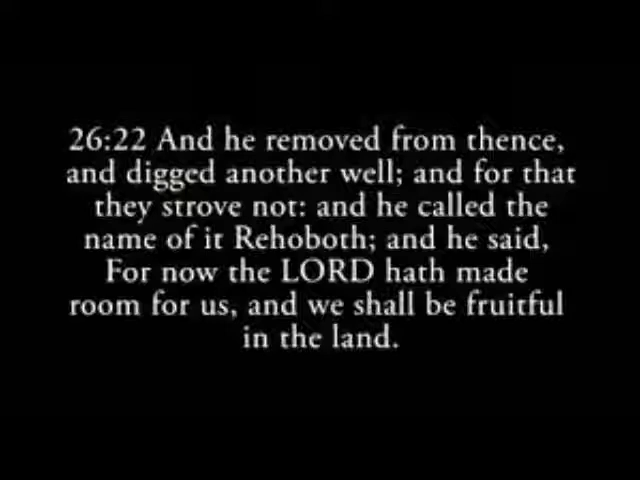 26:22 And he removed from thence,
and digged another well; and for that
they strove not: and he called the
name of it Rehoboth; and he said,
For now the LORD hath made
room for us, and we shall be fruitful
in the land.